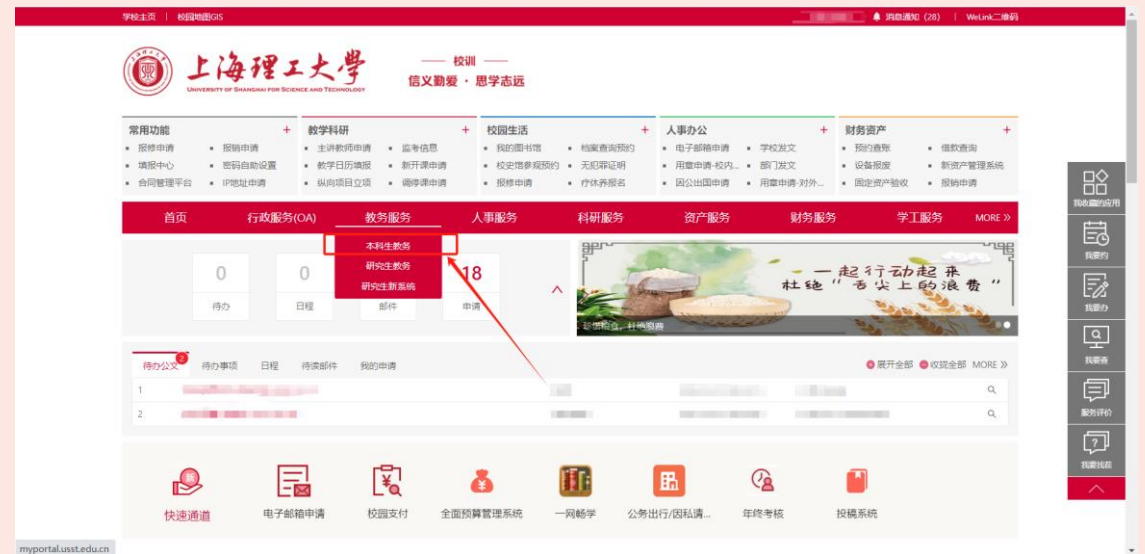 学校主页 | 校园地图GIS
消息通知 (28) | WeLink二维码
上海理工大學
UNIVERSITY OF SHANGHAI FOR SCIENCE AND TECHNOLOGY
校训
信义勤爱 · 思学志远
常用功能 +
报修申请 报销申请
填报中心 密码自助设置
合同管理平台 IP地址申请
教学科研 +
主讲教师申请 监考信息
教学日历填报 新开课申请
纵向项目立项 调停课申请
校园生活 +
我的图书馆 档案查询预约
校史馆参观预约 无犯罪证明
报修申请 疗休养报名
人事办公 +
电子邮箱申请 学校发文
用章申请-校内... 部门发文
因公出国申请 用章申请-对外...
财务资产 +
预约查账 借款查询
设备报废 新资产管理系统
固定资产验收 报销申请
首页 行政服务(OA) 教务服务 人事服务 科研服务 资产服务 财务服务 学工服务 MORE »
本科生教务
研究生教务
研究生新系统
0 0 18
待办 日程 邮件 申请
一起行动起来
杜绝"舌尖上的浪费"
珍惜粮食，杜绝浪费
待办公文 2 待办事项 日程 待读邮件 我的申请 展开全部 收拢全部 MORE »
1
2
新
快速通道 电子邮箱申请 校园支付 全面预算管理系统 一网畅学 公务出行/因私请... 年终考核 投稿系统
我收藏的应用
我要约
我要办
我要查
服务评价
我要找茬
myportal.usst.edu.cn